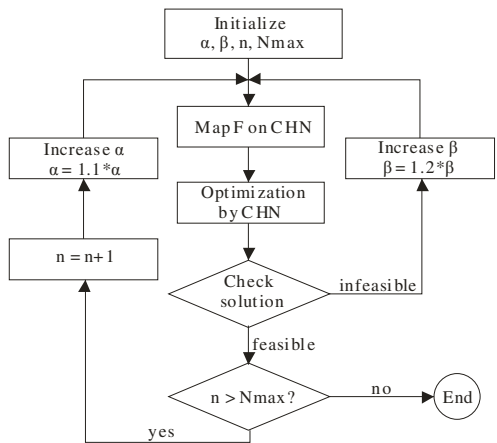 Initialize
α, β, n, Nmax
Map F on CHN
Increase α
α = 1.1*α
Increase β
β = 1.2*β
Optimization
by CHN
n = n+1
Check
solution
infeasible
feasible
n > Nmax?
no
End
yes